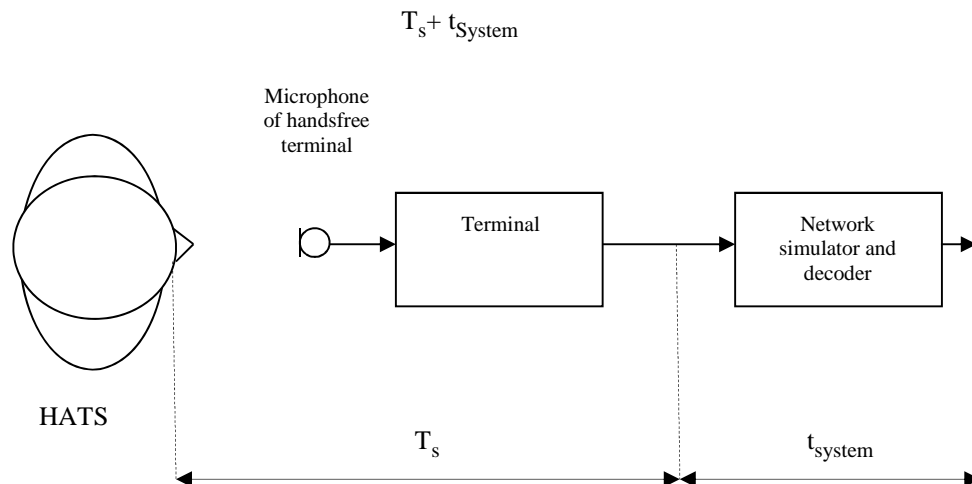 Ts+ tSystem
Microphone
of handsfree
terminal
Terminal
Network
simulator and
decoder
HATS
Ts
tsystem